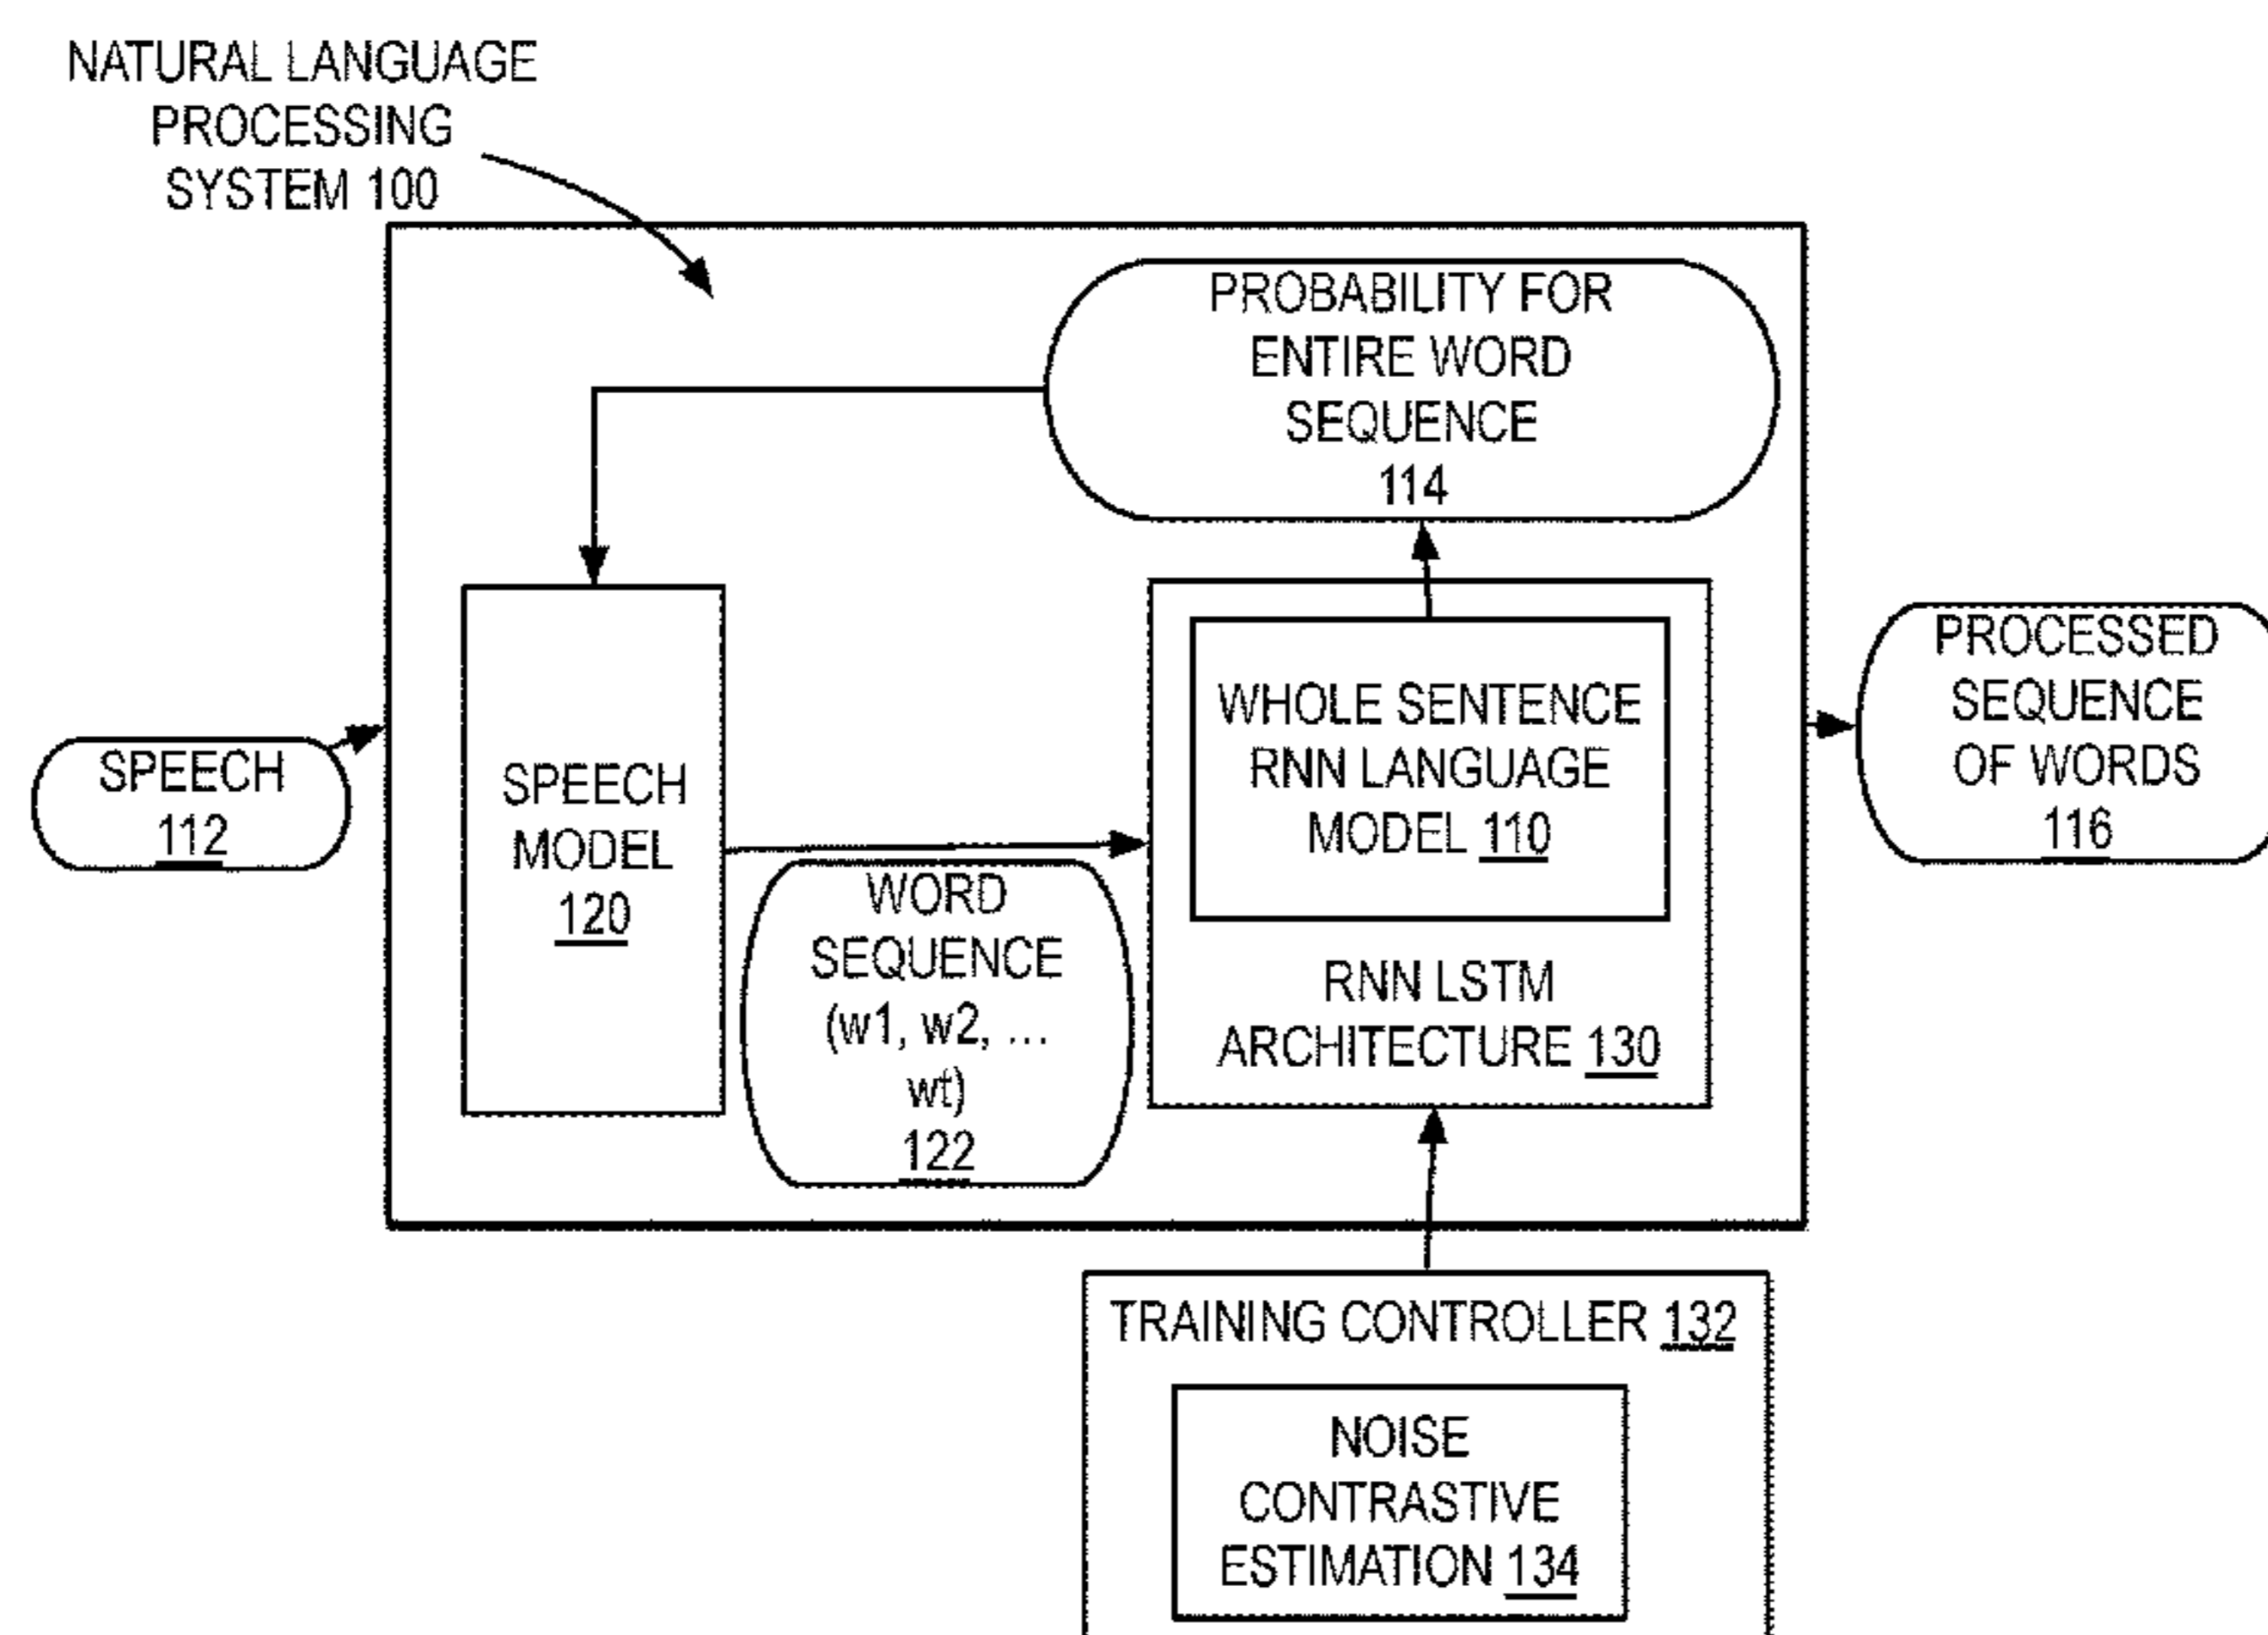 NATURAL LANGUAGE
PROCESSING
SYSTEM 100
PROBABILITY FOR
ENTIRE WORD
SEQUENCE
114
SPEECH
112
SPEECH
MODEL
120
WORD
SEQUENCE
(w1, w2, ...
wt)
122
WHOLE SENTENCE
RNN LANGUAGE
MODEL 110
RNN LSTM
ARCHITECTURE 130
PROCESSED
SEQUENCE
OF WORDS
116
TRAINING CONTROLLER 132
NOISE
CONTRASTIVE
ESTIMATION 134